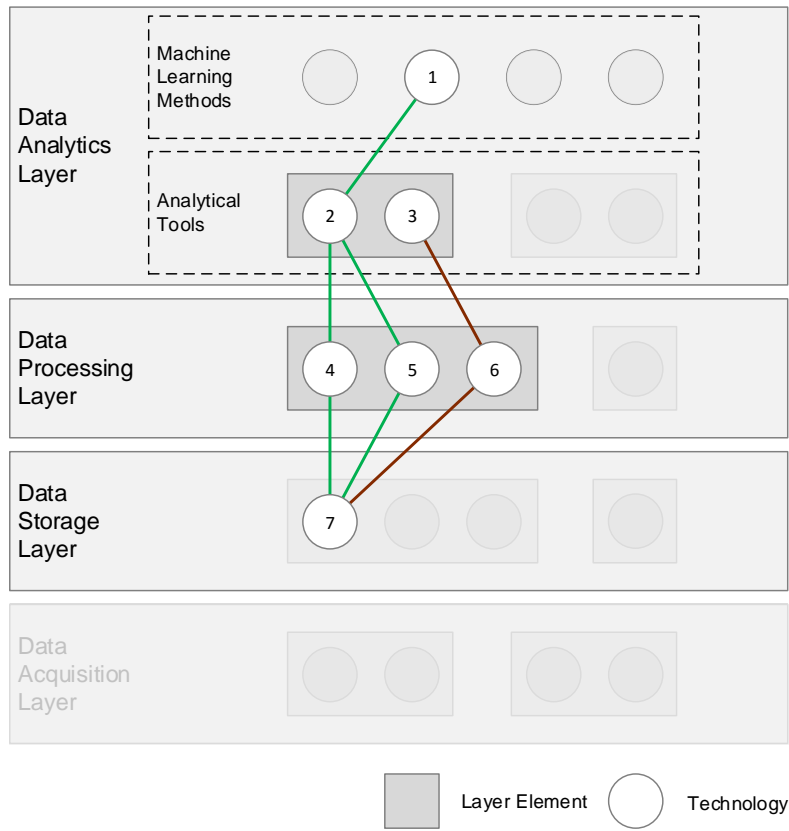 Machine
Learning
Methods
1
Data
Analytics
Layer
Analytical
Tools
2
3
Data
Processing
Layer
4
5
6
Data
Storage
Layer
7
Data
Acquisition
Layer
Layer Element
Technology